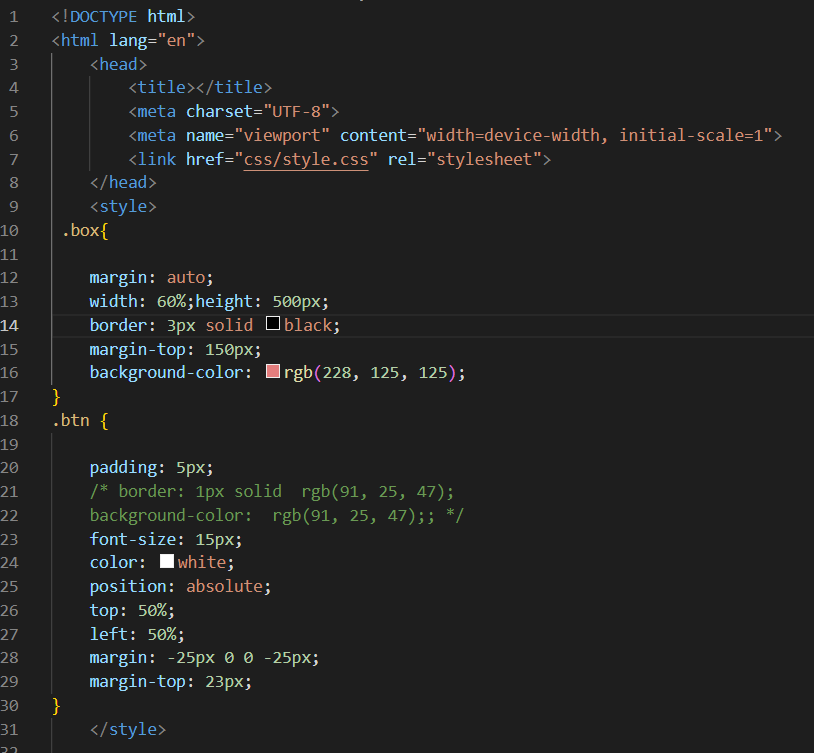 1 <!DOCTYPE html>
2 <html lang="en">
3 <head>
4 <title></title>
5 <meta charset="UTF-8">
6 <meta name="viewport" content="width=device-width, initial-scale=1">
7 <link href="css/style.css" rel="stylesheet">
8 </head>
9 <style>
10 .box{
11
12 margin: auto;
13 width: 60%;height: 500px;
14 border: 3px solid black;
15 margin-top: 150px;
16 background-color: rgb(228, 125, 125);
17 }
18 .btn {
19
20 padding: 5px;
21 /* border: 1px solid  rgb(91, 25, 47);
22 background-color:  rgb(91, 25, 47);; */
23 font-size: 15px;
24 color: white;
25 position: absolute;
26 top: 50%;
27 left: 50%;
28 margin: -25px 0 0 -25px;
29 margin-top: 23px;
30 }
31 </style>
32